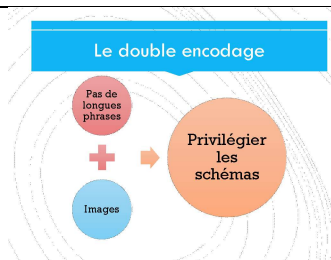 Le double encodage
Pas de
longues
phrases
Images
Privilégier
les
schémas